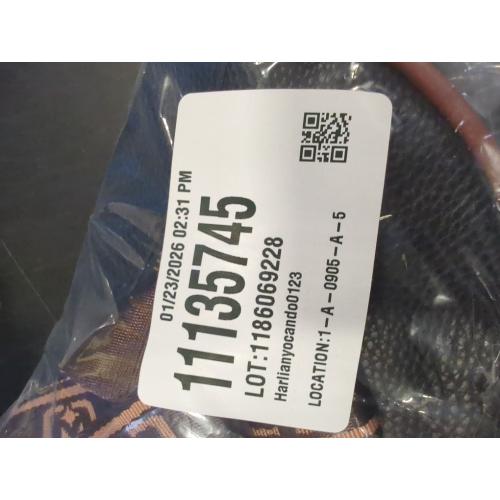 01/23/2026 02:31 PM
11135745
LOT:1186069228
Harlianyocando0123
LOCATION:1-A-0905-A-5